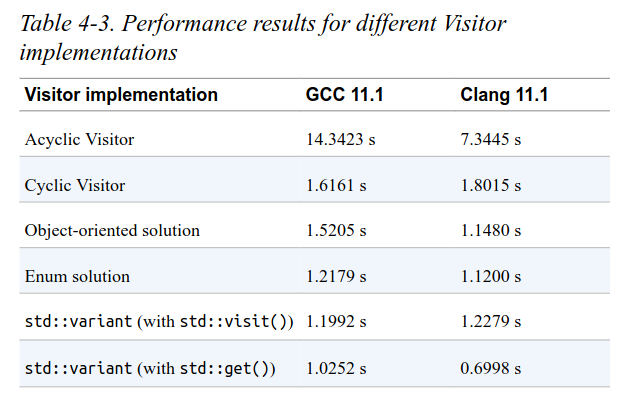 Table 4-3. Performance results for different Visitor
implementations
Visitor implementation GCC 11.1 Clang 11.1
Acyclic Visitor 14.3423 s 7.3445 s
Cyclic Visitor 1.6161 s 1.8015 s
Object-oriented solution 1.5205 s 1.1480 s
Enum solution 1.2179 s 1.1200 s
std::variant (with std::visit()) 1.1992 s 1.2279 s
std::variant (with std::get()) 1.0252 s 0.6998 s